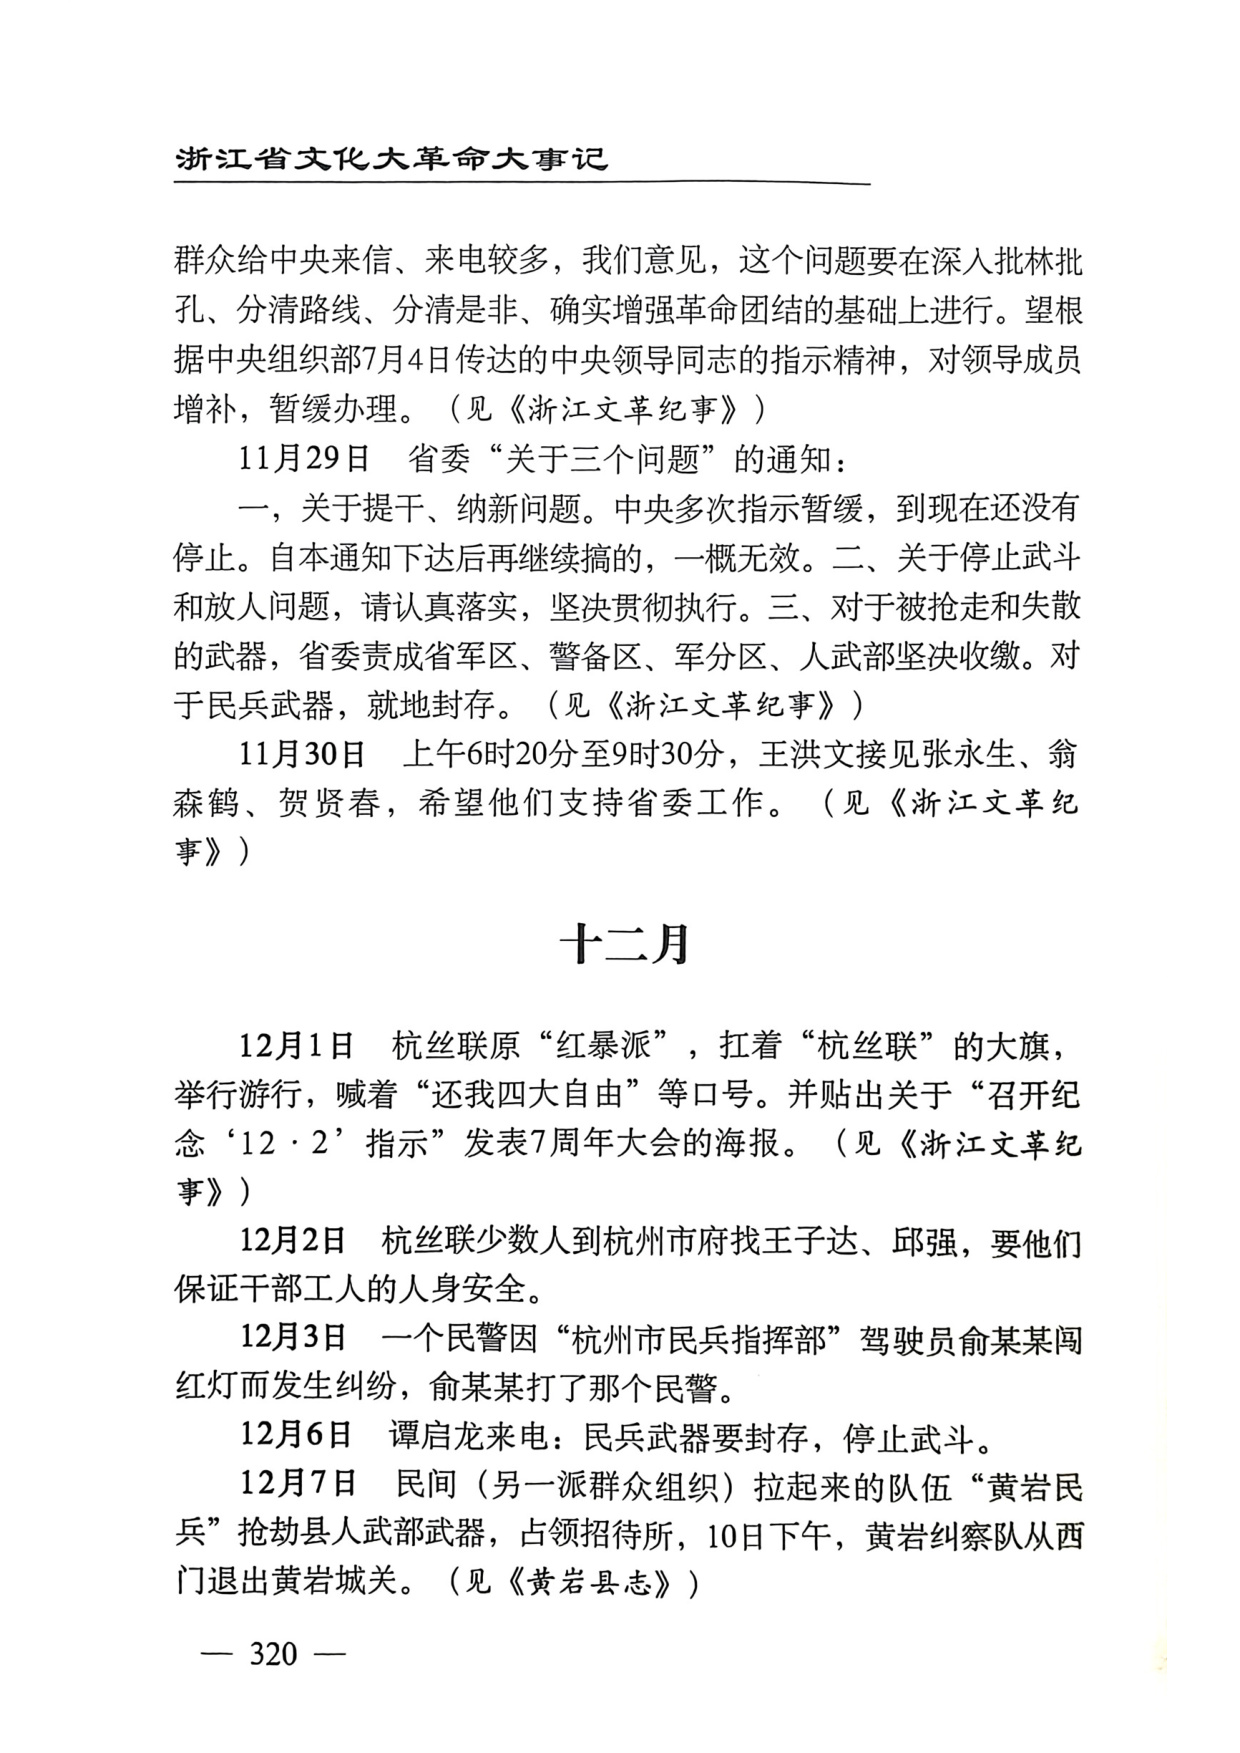 浙江省文化大革命大事记
群众给中央来信、来电较多，我们意见，这个问题要在深入批林批
孔、分清路线、分清是非、确实增强革命团结的基础上进行。望根
据中央组织部7月4日传达的中央领导同志的指示精神，对领导成员
增补，暂缓办理。（见《浙江文革纪事》）
11月29日　省委“关于三个问题”的通知：
一，关于提干、纳新问题。中央多次指示暂缓，到现在还没有
停止。自本通知下达后再继续搞的，一概无效。二、关于停止武斗
和放人问题，请认真落实，坚决贯彻执行。三、对于被抢走和失散
的武器，省委责成省军区、警备区、军分区、人武部坚决收缴。对
于民兵武器，就地封存。（见《浙江文革纪事》）
11月30日　上午6时20分至9时30分，王洪文接见张永生、翁
森鹤、贺贤春，希望他们支持省委工作。（见《浙江文革纪
事》）
十二月
12月1日　杭丝联原“红暴派”，扛着“杭丝联”的大旗，
举行游行，喊着“还我四大自由”等口号。并贴出关于“召开纪
念‘12·2’指示”发表7周年大会的海报。（见《浙江文革纪
事》）
12月2日　杭丝联少数人到杭州市府找王子达、邱强，要他们
保证干部工人的人身安全。
12月3日　一个民警因“杭州市民兵指挥部”驾驶员俞某某闯
红灯而发生纠纷，俞某某打了那个民警。
12月6日　谭启龙来电：民兵武器要封存，停止武斗。
12月7日　民间（另一派群众组织）拉起来的队伍“黄岩民
兵”抢劫县人武部武器，占领招待所，10日下午，黄岩纠察队从西
门退出黄岩城关。（见《黄岩县志》）
— 320 —